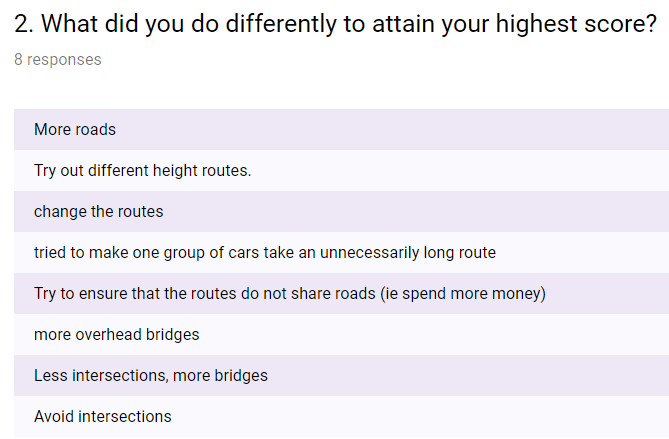 2. What did you do differently to attain your highest score?
8 responses
More roads
Try out different height routes.
change the routes
tried to make one group of cars take an unnecessarily long route
Try to ensure that the routes do not share roads (ie spend more money)
more overhead bridges
Less intersections, more bridges
Avoid intersections